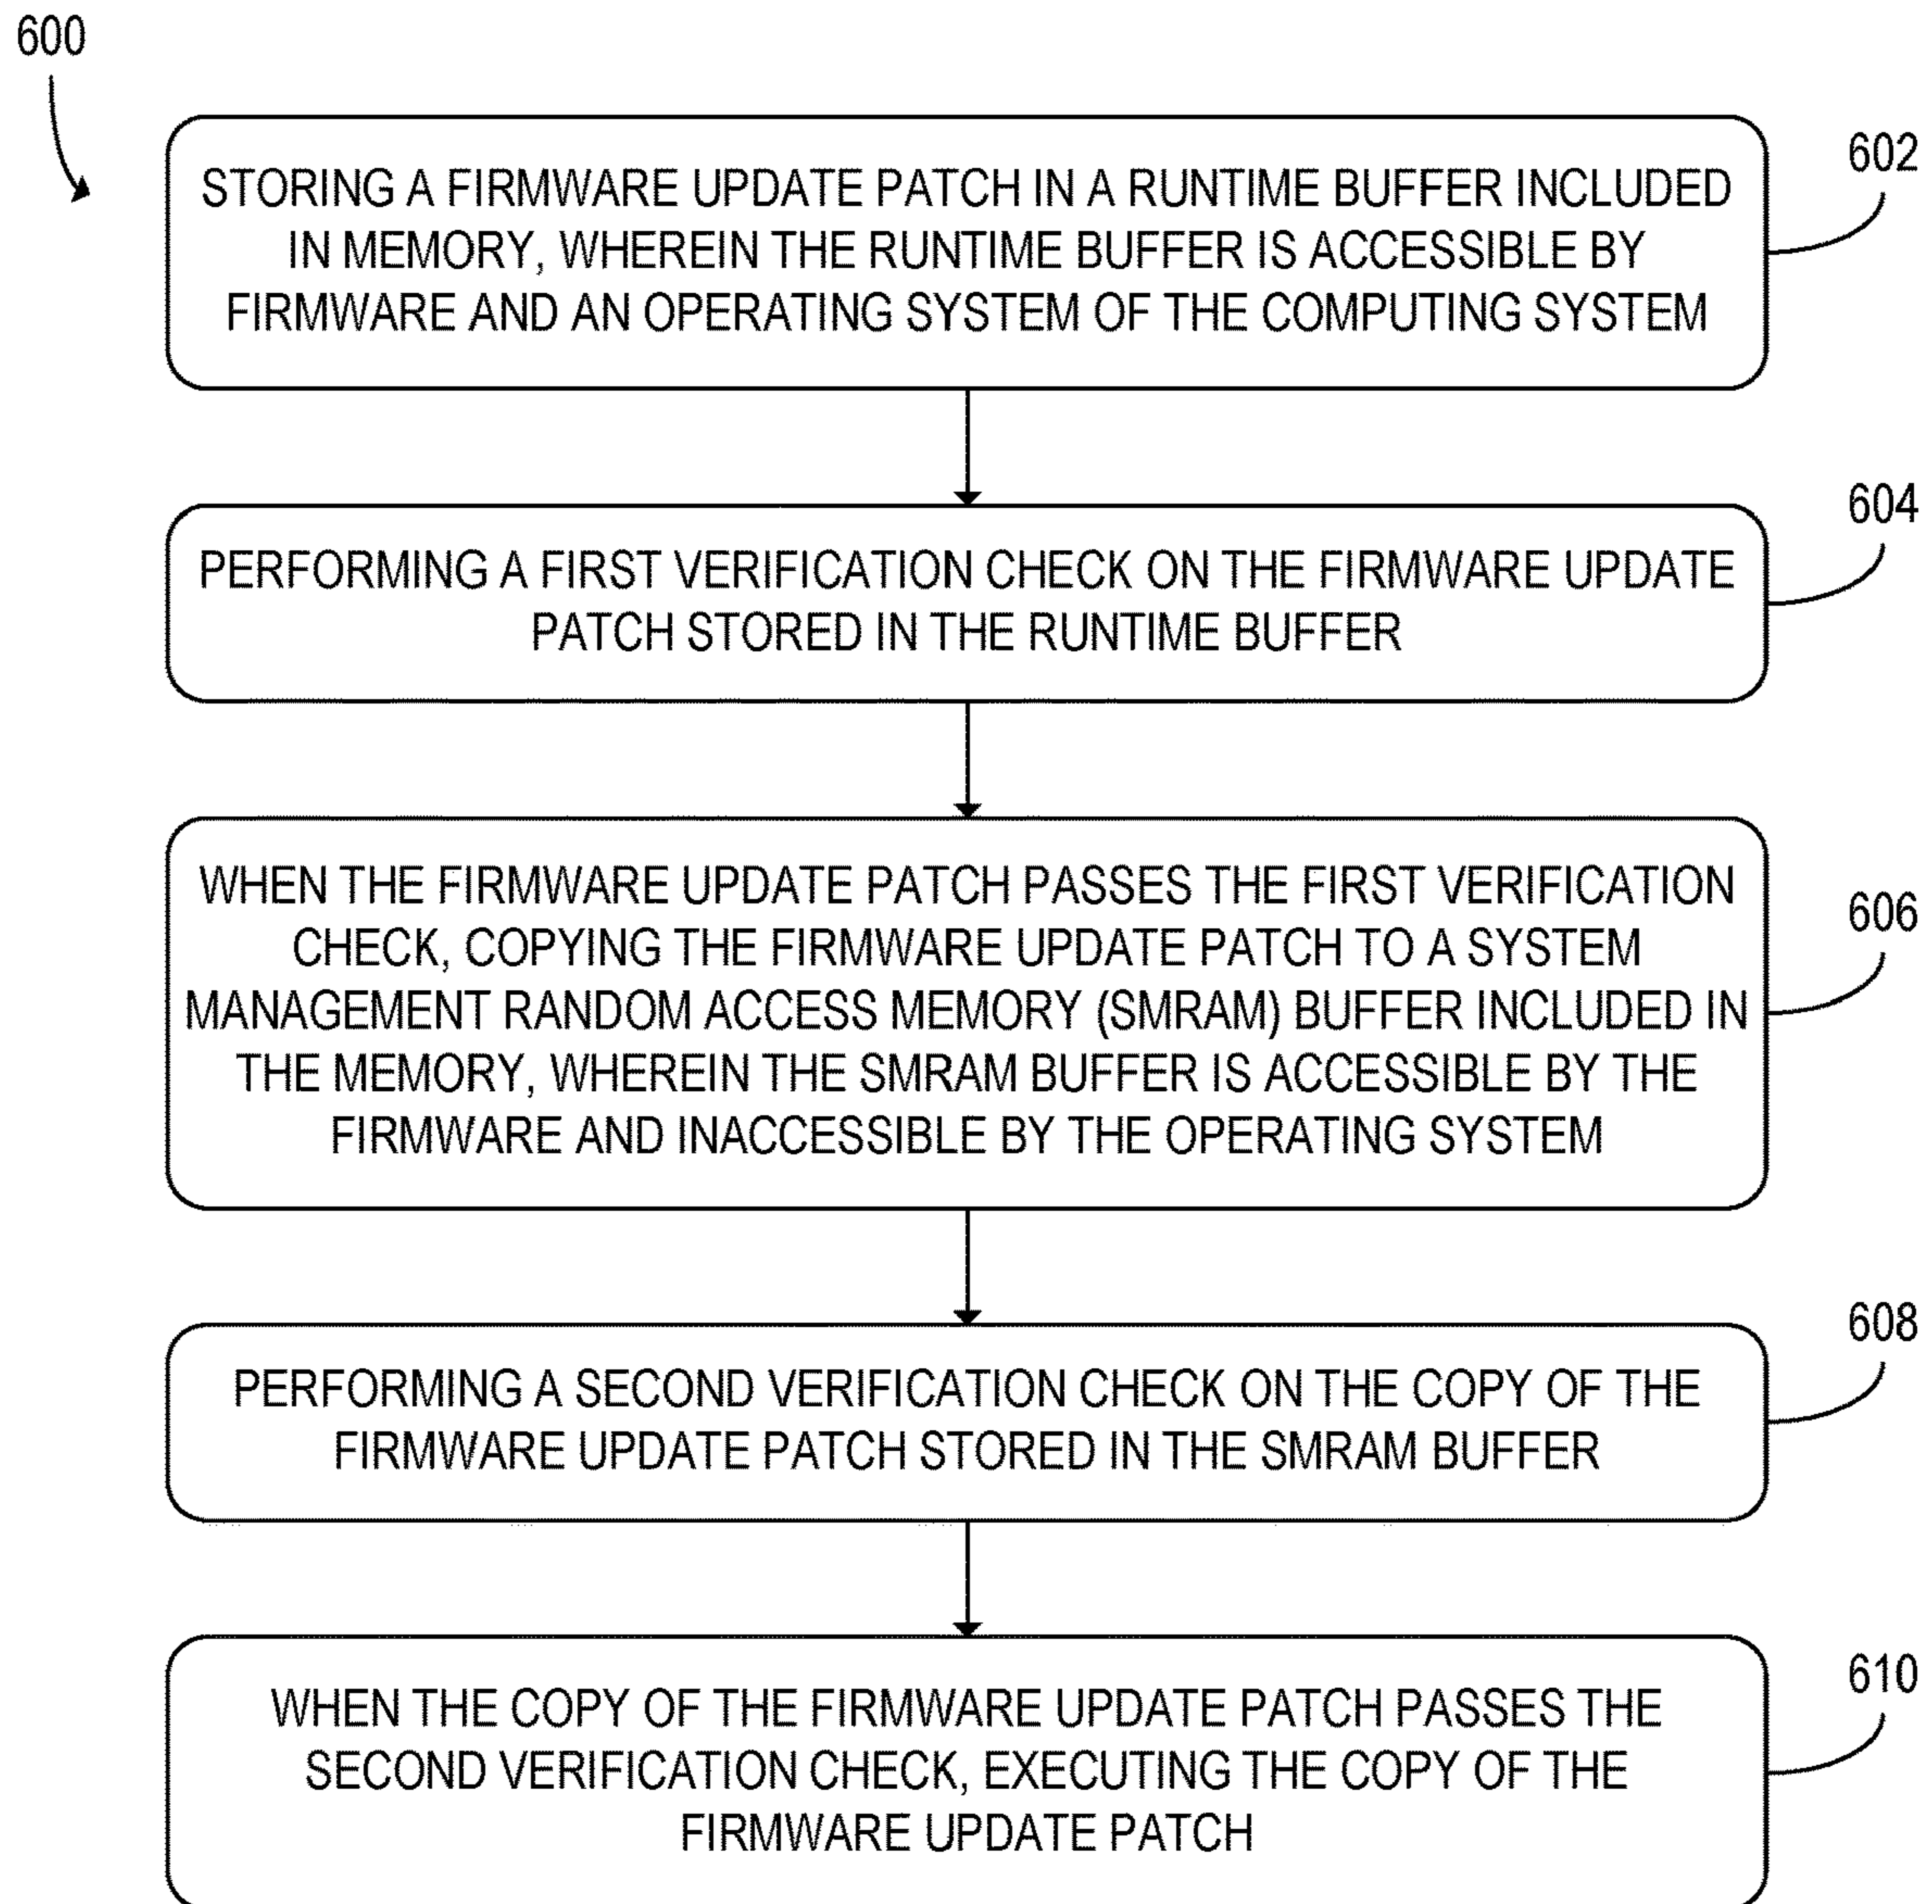 600
602
STORING A FIRMWARE UPDATE PATCH IN A RUNTIME BUFFER INCLUDED
IN MEMORY, WHEREIN THE RUNTIME BUFFER IS ACCESSIBLE BY
FIRMWARE AND AN OPERATING SYSTEM OF THE COMPUTING SYSTEM
604
PERFORMING A FIRST VERIFICATION CHECK ON THE FIRMWARE UPDATE
PATCH STORED IN THE RUNTIME BUFFER
606
WHEN THE FIRMWARE UPDATE PATCH PASSES THE FIRST VERIFICATION
CHECK, COPYING THE FIRMWARE UPDATE PATCH TO A SYSTEM
MANAGEMENT RANDOM ACCESS MEMORY (SMRAM) BUFFER INCLUDED IN
THE MEMORY, WHEREIN THE SMRAM BUFFER IS ACCESSIBLE BY THE
FIRMWARE AND INACCESSIBLE BY THE OPERATING SYSTEM
608
PERFORMING A SECOND VERIFICATION CHECK ON THE COPY OF THE
FIRMWARE UPDATE PATCH STORED IN THE SMRAM BUFFER
610
WHEN THE COPY OF THE FIRMWARE UPDATE PATCH PASSES THE
SECOND VERIFICATION CHECK, EXECUTING THE COPY OF THE
FIRMWARE UPDATE PATCH